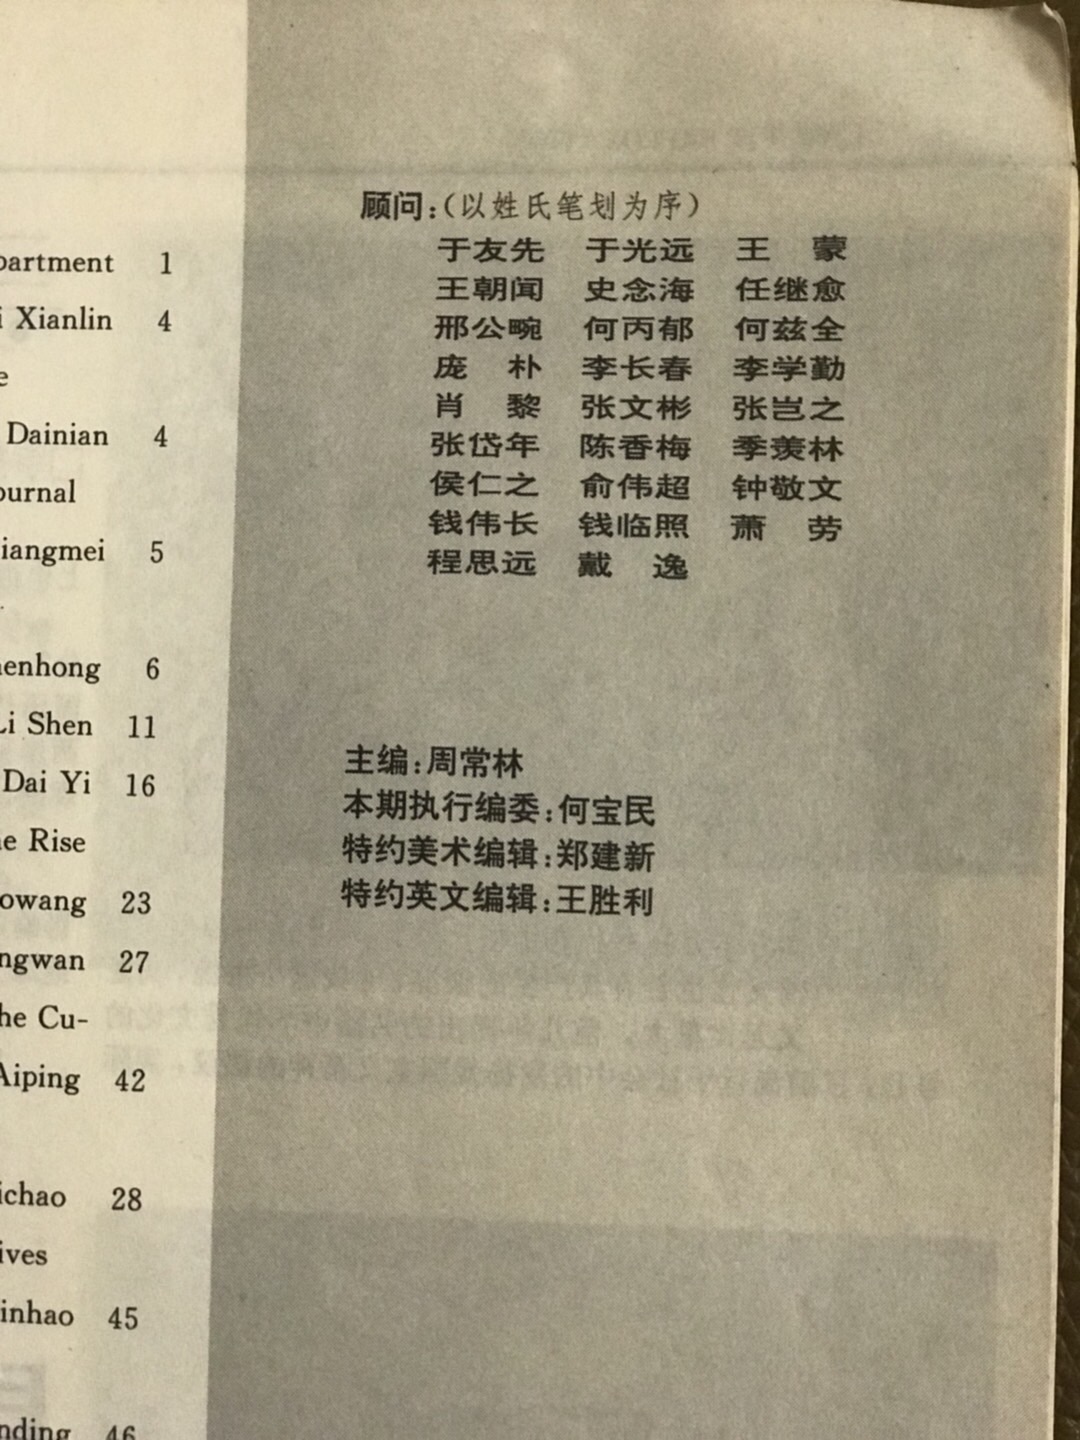 partment 1
i Xianlin 4
e
Dainian 4
ournal
iangmei 5
enhong 6
Li Shen 11
Dai Yi 16
e Rise
owang 23
ngwan 27
he Cu-
Aiping 42
ichao 28
ives
inhao 45
nding 46
顾问:(以姓氏笔划为序)
于友先 于光远 王 蒙
王朝闻 史念海 任继愈
邢公畹 何丙郁 何兹全
庞 朴 李长春 李学勤
肖 黎 张文彬 张岂之
张岱年 陈香梅 季羡林
侯仁之 俞伟超 钟敬文
钱伟长 钱临照 萧 劳
程思远 戴 逸
主编:周常林
本期执行编委:何宝民
特约美术编辑:郑建新
特约英文编辑:王胜利